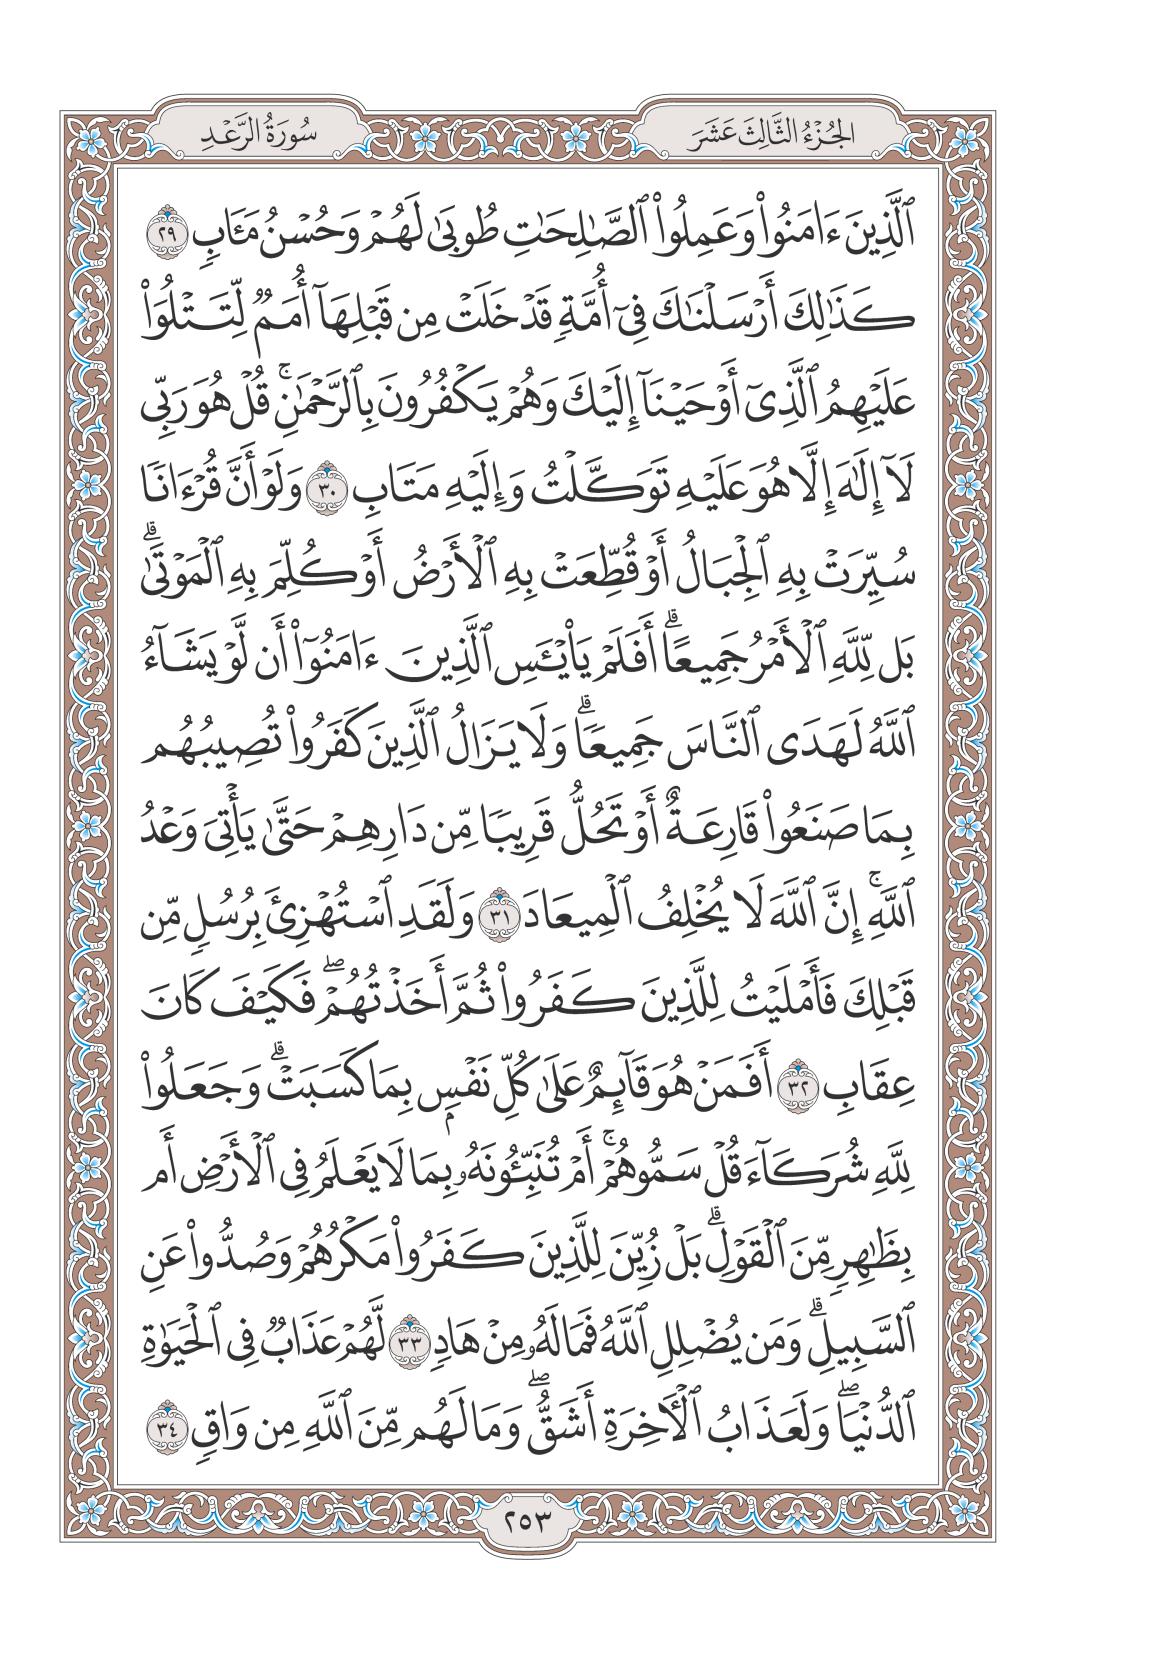 الجُزْءُ الثَّالِثَ عَشَرَ
سُورَةُ الرَّعْدِ
ٱلَّذِينَ ءَامَنُوا۟ وَعَمِلُوا۟ ٱلصَّـٰلِحَـٰتِ طُوبَىٰ لَهُمْ وَحُسْنُ مَـَٔابٍ ٢٩
كَذَٰلِكَ أَرْسَلْنَـٰكَ فِىٓ أُمَّةٍ قَدْ خَلَتْ مِن قَبْلِهَآ أُمَمٌ لِّتَتْلُوَا۟
عَلَيْهِمُ ٱلَّذِىٓ أَوْحَيْنَآ إِلَيْكَ وَهُمْ يَكْفُرُونَ بِٱلرَّحْمَـٰنِ ۚ قُلْ هُوَ رَبِّى
لَآ إِلَـٰهَ إِلَّا هُوَ عَلَيْهِ تَوَكَّلْتُ وَإِلَيْهِ مَتَابِ ٣٠ وَلَوْ أَنَّ قُرْءَانًا
سُيِّرَتْ بِهِ ٱلْجِبَالُ أَوْ قُطِّعَتْ بِهِ ٱلْأَرْضُ أَوْ كُلِّمَ بِهِ ٱلْمَوْتَىٰ ۗ
بَل لِّلَّهِ ٱلْأَمْرُ جَمِيعًا ۗ أَفَلَمْ يَا۟يْـَٔسِ ٱلَّذِينَ ءَامَنُوٓا۟ أَن لَّوْ يَشَآءُ
ٱللَّهُ لَهَدَى ٱلنَّاسَ جَمِيعًا ۗ وَلَا يَزَالُ ٱلَّذِينَ كَفَرُوا۟ تُصِيبُهُم
بِمَا صَنَعُوا۟ قَارِعَةٌ أَوْ تَحُلُّ قَرِيبًا مِّن دَارِهِمْ حَتَّىٰ يَأْتِىَ وَعْدُ
ٱللَّهِ ۚ إِنَّ ٱللَّهَ لَا يُخْلِفُ ٱلْمِيعَادَ ٣١ وَلَقَدِ ٱسْتُهْزِئَ بِرُسُلٍ مِّن
قَبْلِكَ فَأَمْلَيْتُ لِلَّذِينَ كَفَرُوا۟ ثُمَّ أَخَذْتُهُمْ ۖ فَكَيْفَ كَانَ
عِقَابِ ٣٢ أَفَمَنْ هُوَ قَآئِمٌ عَلَىٰ كُلِّ نَفْسٍۭ بِمَا كَسَبَتْ ۗ وَجَعَلُوا۟
لِلَّهِ شُرَكَآءَ قُلْ سَمُّوهُمْ ۚ أَمْ تُنَبِّـُٔونَهُۥ بِمَا لَا يَعْلَمُ فِى ٱلْأَرْضِ أَم
بِظَـٰهِرٍ مِّنَ ٱلْقَوْلِ ۗ بَلْ زُيِّنَ لِلَّذِينَ كَفَرُوا۟ مَكْرُهُمْ وَصُدُّوا۟ عَنِ
ٱلسَّبِيلِ ۗ وَمَن يُضْلِلِ ٱللَّهُ فَمَا لَهُۥ مِنْ هَادٍ ٣٣ لَّهُمْ عَذَابٌ فِى ٱلْحَيَوٰةِ
ٱلدُّنْيَا ۖ وَلَعَذَابُ ٱلْـَٔاخِرَةِ أَشَقُّ ۖ وَمَا لَهُم مِّنَ ٱللَّهِ مِن وَاقٍ ٣٤
٢٥٣